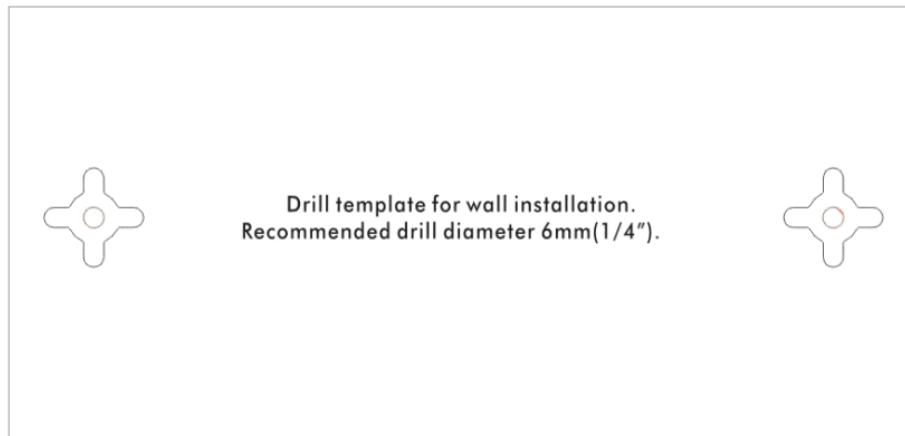 Drill template for wall installation.
Recommended drill diameter 6mm(1/4").